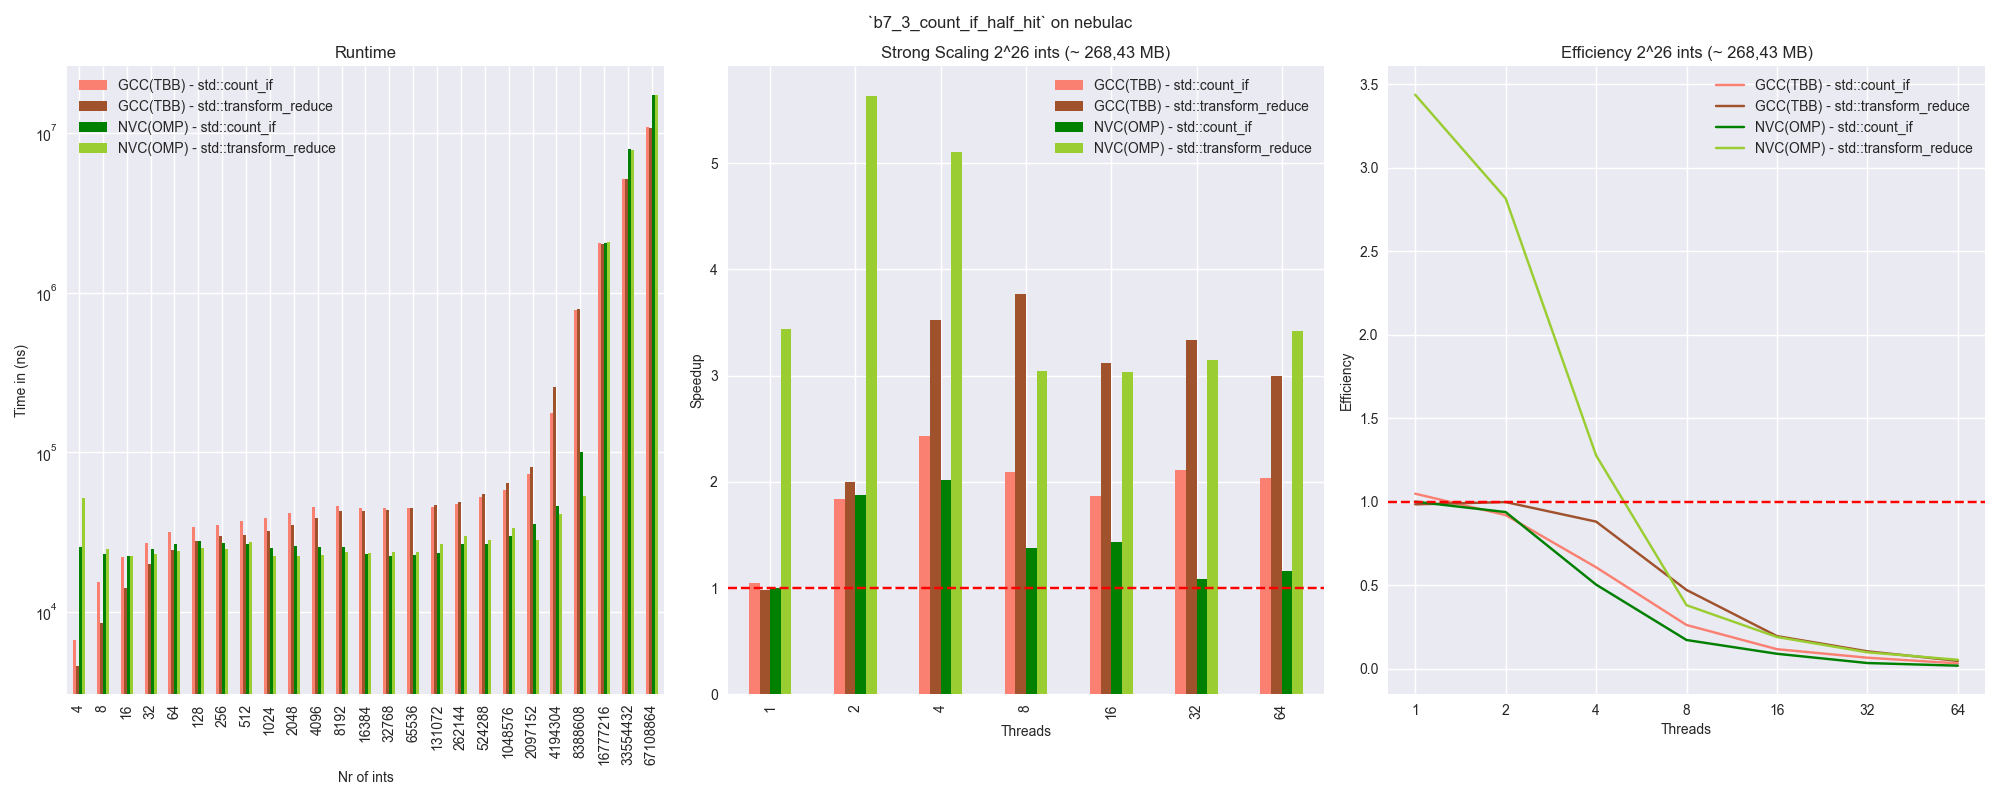 `b7_3_count_if_half_hit` on nebulac
Runtime
GCC(TBB) - std::count_if
GCC(TBB) - std::transform_reduce
NVC(OMP) - std::count_if
NVC(OMP) - std::transform_reduce
10^7
10^6
10^5
10^4
Time in (ns)
4 8 16 32 64 128 256 512 1024 2048 4096 8192 16384 32768 65536 131072 262144 524288 1048576 2097152 4194304 8388608 16777216 33554432 67108864
Nr of ints
Strong Scaling 2^26 ints (~ 268,43 MB)
GCC(TBB) - std::count_if
GCC(TBB) - std::transform_reduce
NVC(OMP) - std::count_if
NVC(OMP) - std::transform_reduce
5
4
3
2
1
0
Speedup
1 2 4 8 16 32 64
Threads
Efficiency 2^26 ints (~ 268,43 MB)
GCC(TBB) - std::count_if
GCC(TBB) - std::transform_reduce
NVC(OMP) - std::count_if
NVC(OMP) - std::transform_reduce
3.5
3.0
2.5
2.0
1.5
1.0
0.5
0.0
Efficiency
1 2 4 8 16 32 64
Threads